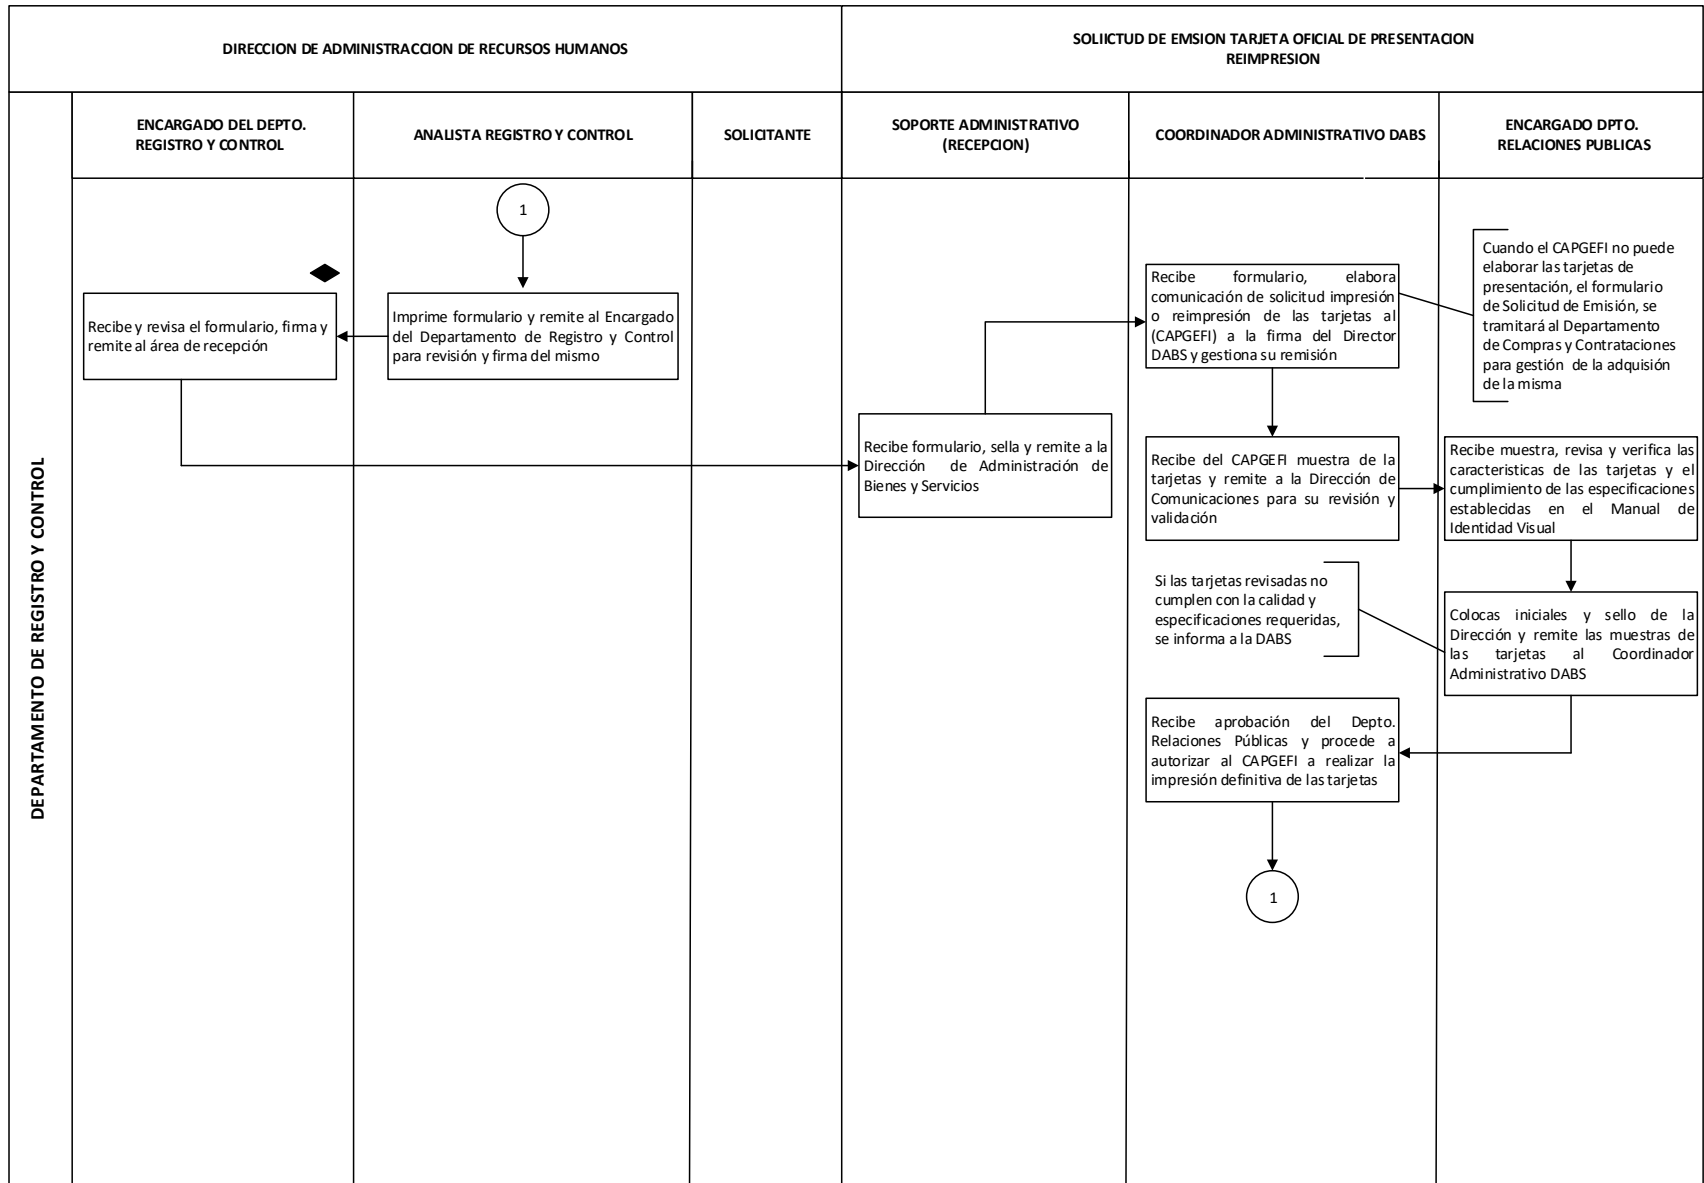 DIRECCION DE ADMINISTRACCION DE RECURSOS HUMANOS
SOLIICTUD DE EMSION TARJETA OFICIAL DE PRESENTACION
REIMPRESION
DEPARTAMENTO DE REGISTRO Y CONTROL
ENCARGADO DEL DEPTO.
REGISTRO Y CONTROL
ANALISTA REGISTRO Y CONTROL
SOLICITANTE
SOPORTE ADMINISTRATIVO
(RECEPCION)
COORDINADOR ADMINISTRATIVO DABS
ENCARGADO DPTO.
RELACIONES PUBLICAS
1
Imprime formulario y remite al Encargado
del Departamento de Registro y Control
para revisión y firma del mismo
Recibe y revisa el formulario, firma y
remite al área de recepción
Recibe formulario, sella y remite a la
Dirección de Administración de
Bienes y Servicios
Recibe formulario, elabora
comunicación de solicitud impresión
o reimpresión de las tarjetas al
(CAPGEFI) a la firma del Director
DABS y gestiona su remisión
Cuando el CAPGEFI no puede
elaborar las tarjetas de
presentación, el formulario
de Solicitud de Emisión, se
tramitará al Departamento
de Compras y Contrataciones
para gestión de la adquisión
de la misma
Recibe del CAPGEFI muestra de la
tarjetas y remite a la Dirección de
Comunicaciones para su revisión y
validación
Recibe muestra, revisa y verifica las
caracteristicas de las tarjetas y el
cumplimiento de las especificaciones
establecidas en el Manual de
Identidad Visual
Si las tarjetas revisadas no
cumplen con la calidad y
especificaciones requeridas,
se informa a la DABS
Colocas iniciales y sello de la
Dirección y remite las muestras de
las tarjetas al Coordinador
Administrativo DABS
Recibe aprobación del Depto.
Relaciones Públicas y procede a
autorizar al CAPGEFI a realizar la
impresión definitiva de las tarjetas
1